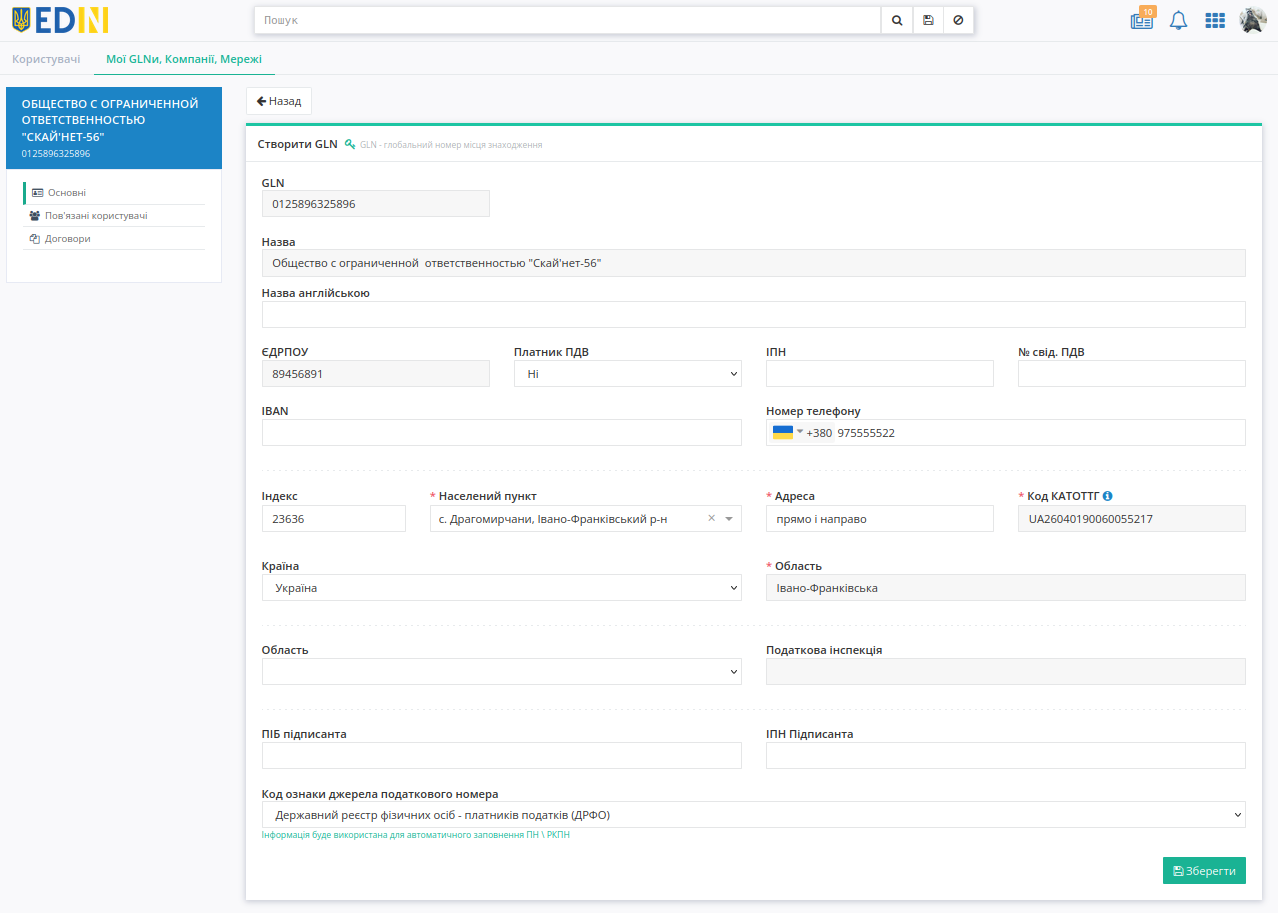 EDIN
Пошук
10
Користувачі
Мої GLNи, Компанії, Мережі
ОБЩЕСТВО С ОГРАНИЧЕННОЙ
ОТВЕТСТВЕННОСТЬЮ
"СКАЙ'НЕТ-56"
0125896325896
Основні
Пов'язані користувачі
Договори
Назад
Створити GLN GLN - глобальний номер місця знаходження
GLN
0125896325896
Назва
Общество с ограниченной  ответственностью "Скай'нет-56"
Назва англійською
ЄДРПОУ Платник ПДВ ІПН № свід. ПДВ
89456891 Ні
IBAN Номер телефону
+380 975555522
Індекс * Населений пункт * Адреса * Код КАТОТТГ
23636 с. Драгомирчани, Івано-Франківський р-н × прямо і направо UA26040190060055217
Країна * Область
Україна Івано-Франківська
Область Податкова інспекція
ПІБ підписанта ІПН Підписанта
Код ознаки джерела податкового номера
Державний реєстр фізичних осіб - платників податків (ДРФО)
Інформація буде використана для автоматичного заповнення ПН \ РКПН
Зберегти